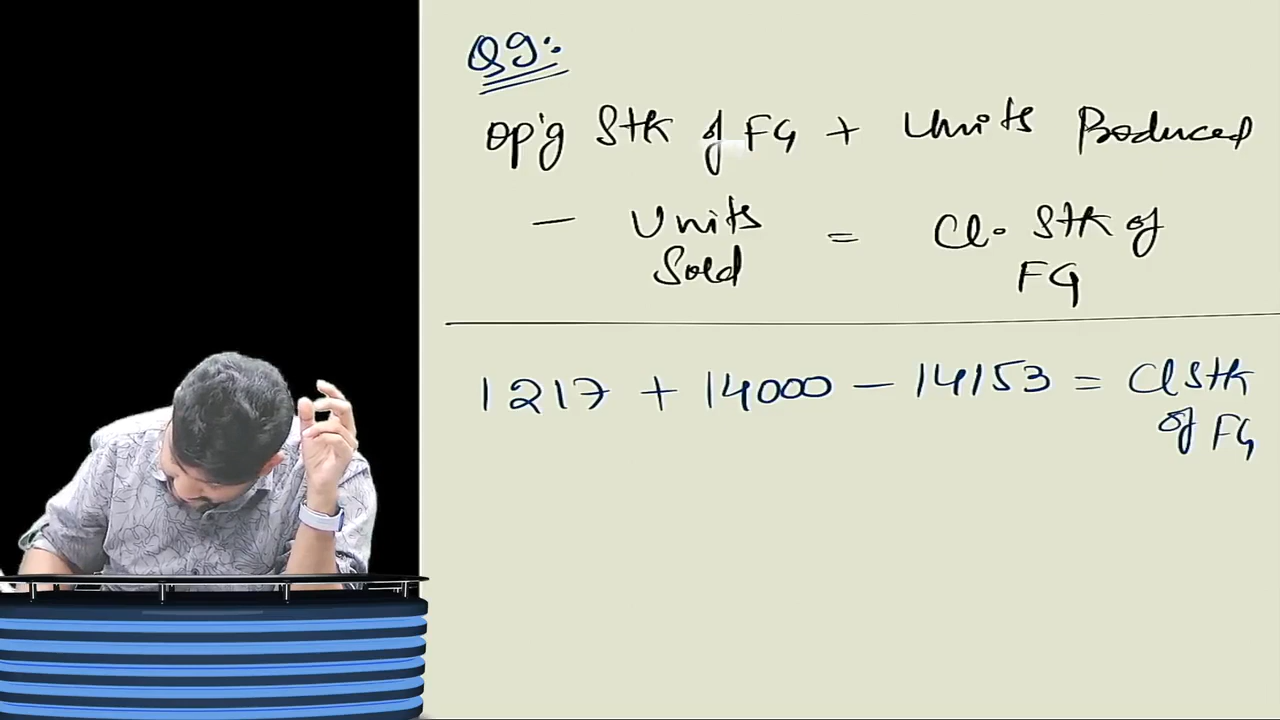 Q9:
op'g Stk of FG + Units Produced
- Units Sold = Cl. Stk of FG
1217 + 14000 - 14153 = Cl Stk of FG